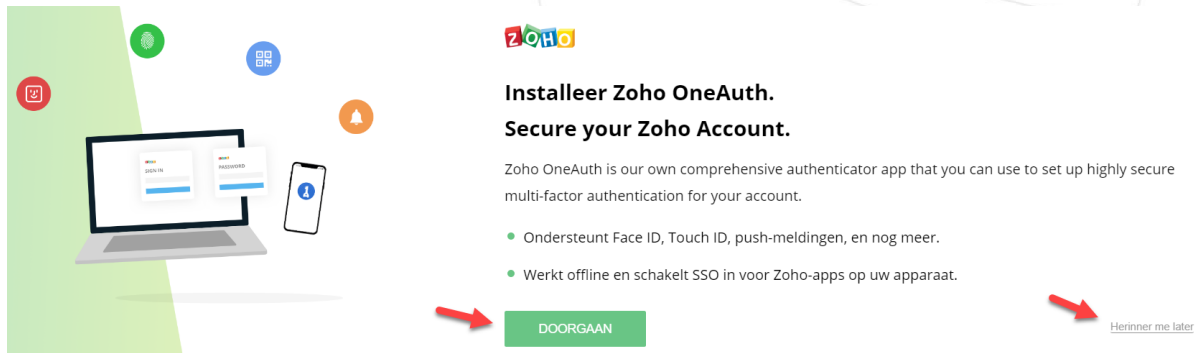 ZOHO
Installeer Zoho OneAuth.
Secure your Zoho Account.
Zoho OneAuth is our own comprehensive authenticator app that you can use to set up highly secure
multi-factor authentication for your account.
Ondersteunt Face ID, Touch ID, push-meldingen, en nog meer.
Werkt offline en schakelt SSO in voor Zoho-apps op uw apparaat.
DOORGAAN
Herinner me later
SIGN IN
PASSWORD